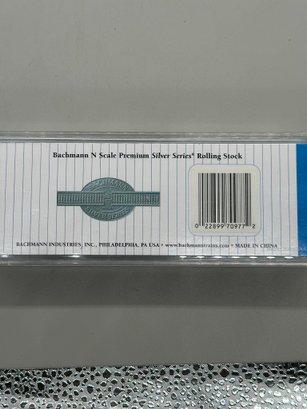 Bachmann N Scale Premium Silver Series® Rolling Stock
0 22899 70977 2
BACHMANN INDUSTRIES, INC., PHILADELPHIA, PA USA • www.bachmanntrains.com • MADE IN CHINA